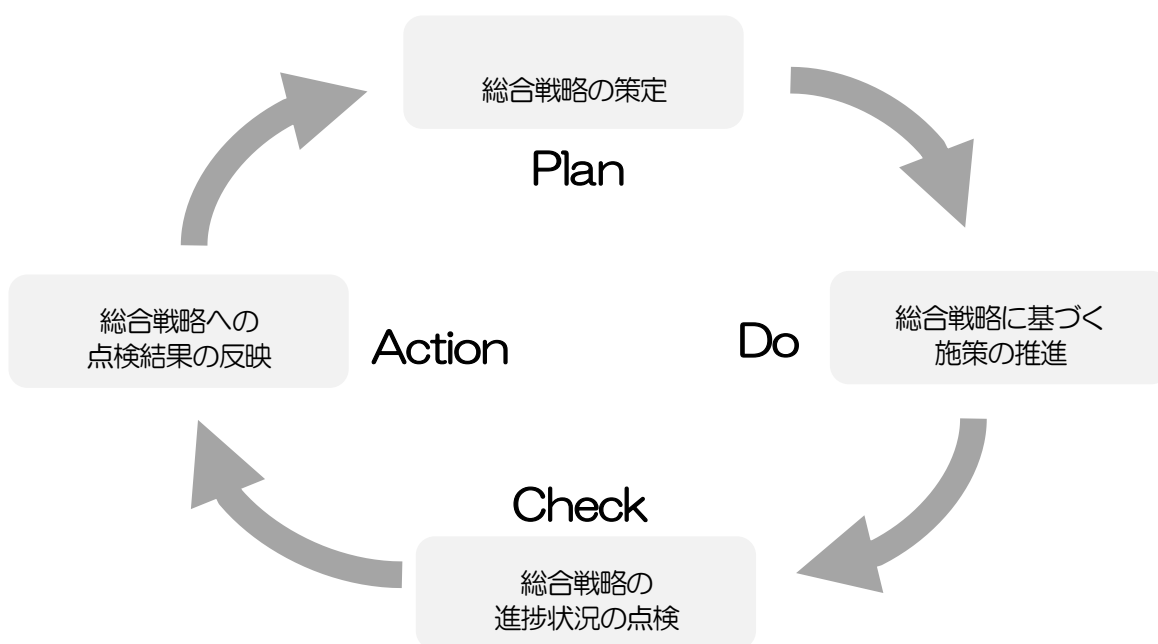 総合戦略の策定
Plan
総合戦略への
点検結果の反映
Action
Do
総合戦略に基づく
施策の推進
Check
総合戦略の
進捗状況の点検